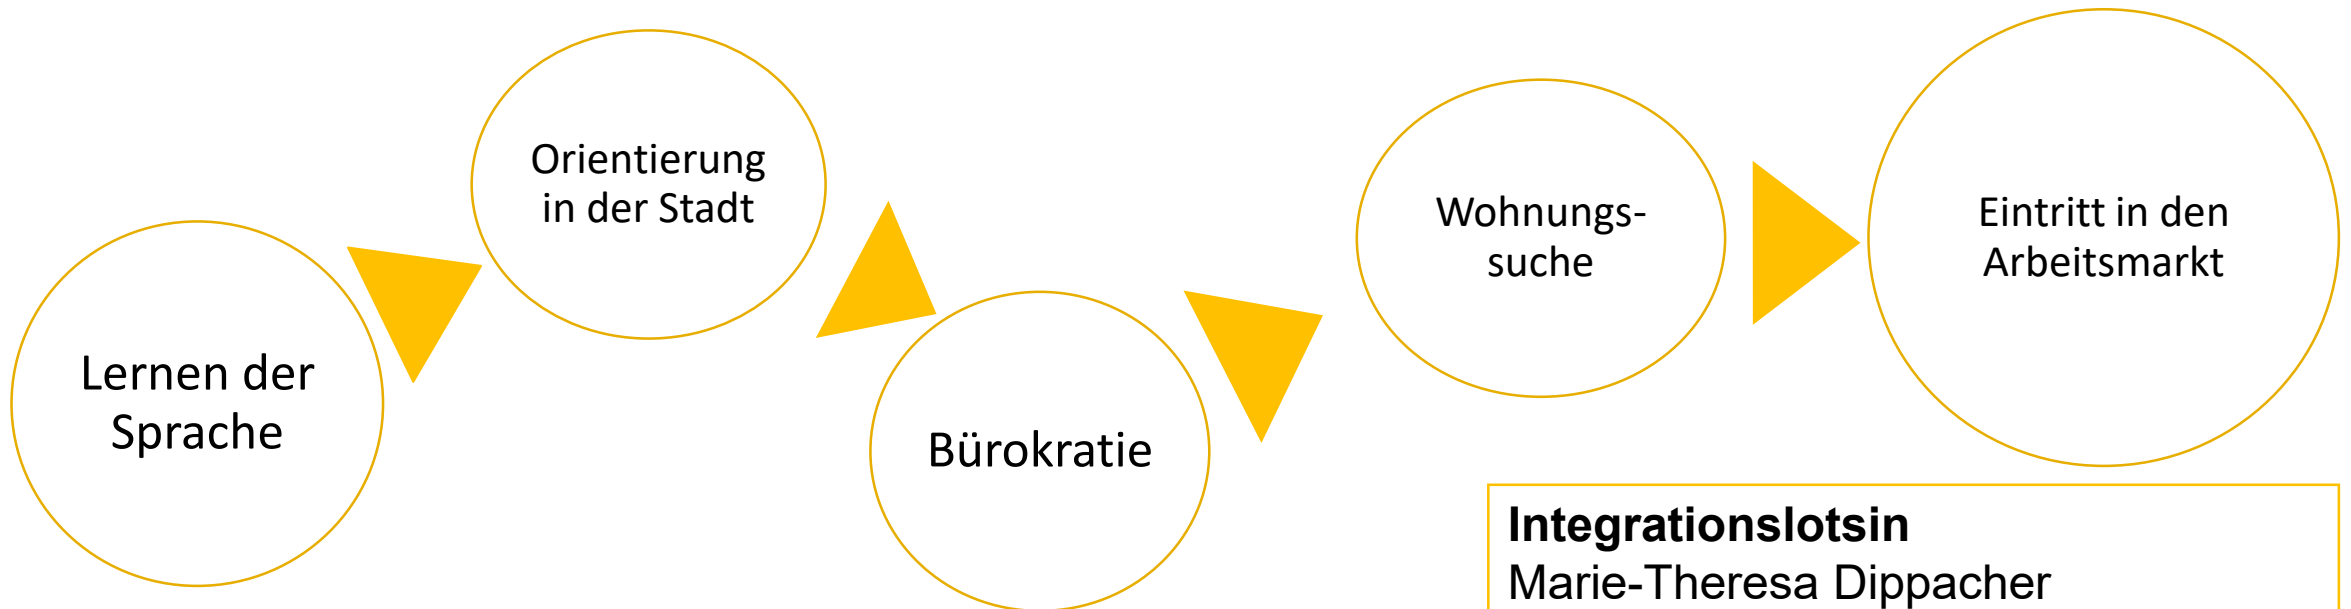 Lernen der
Sprache
Orientierung
in der Stadt
Bürokratie
Wohnungs-
suche
Eintritt in den
Arbeitsmarkt
Integrationslotsin
Marie-Theresa Dippacher